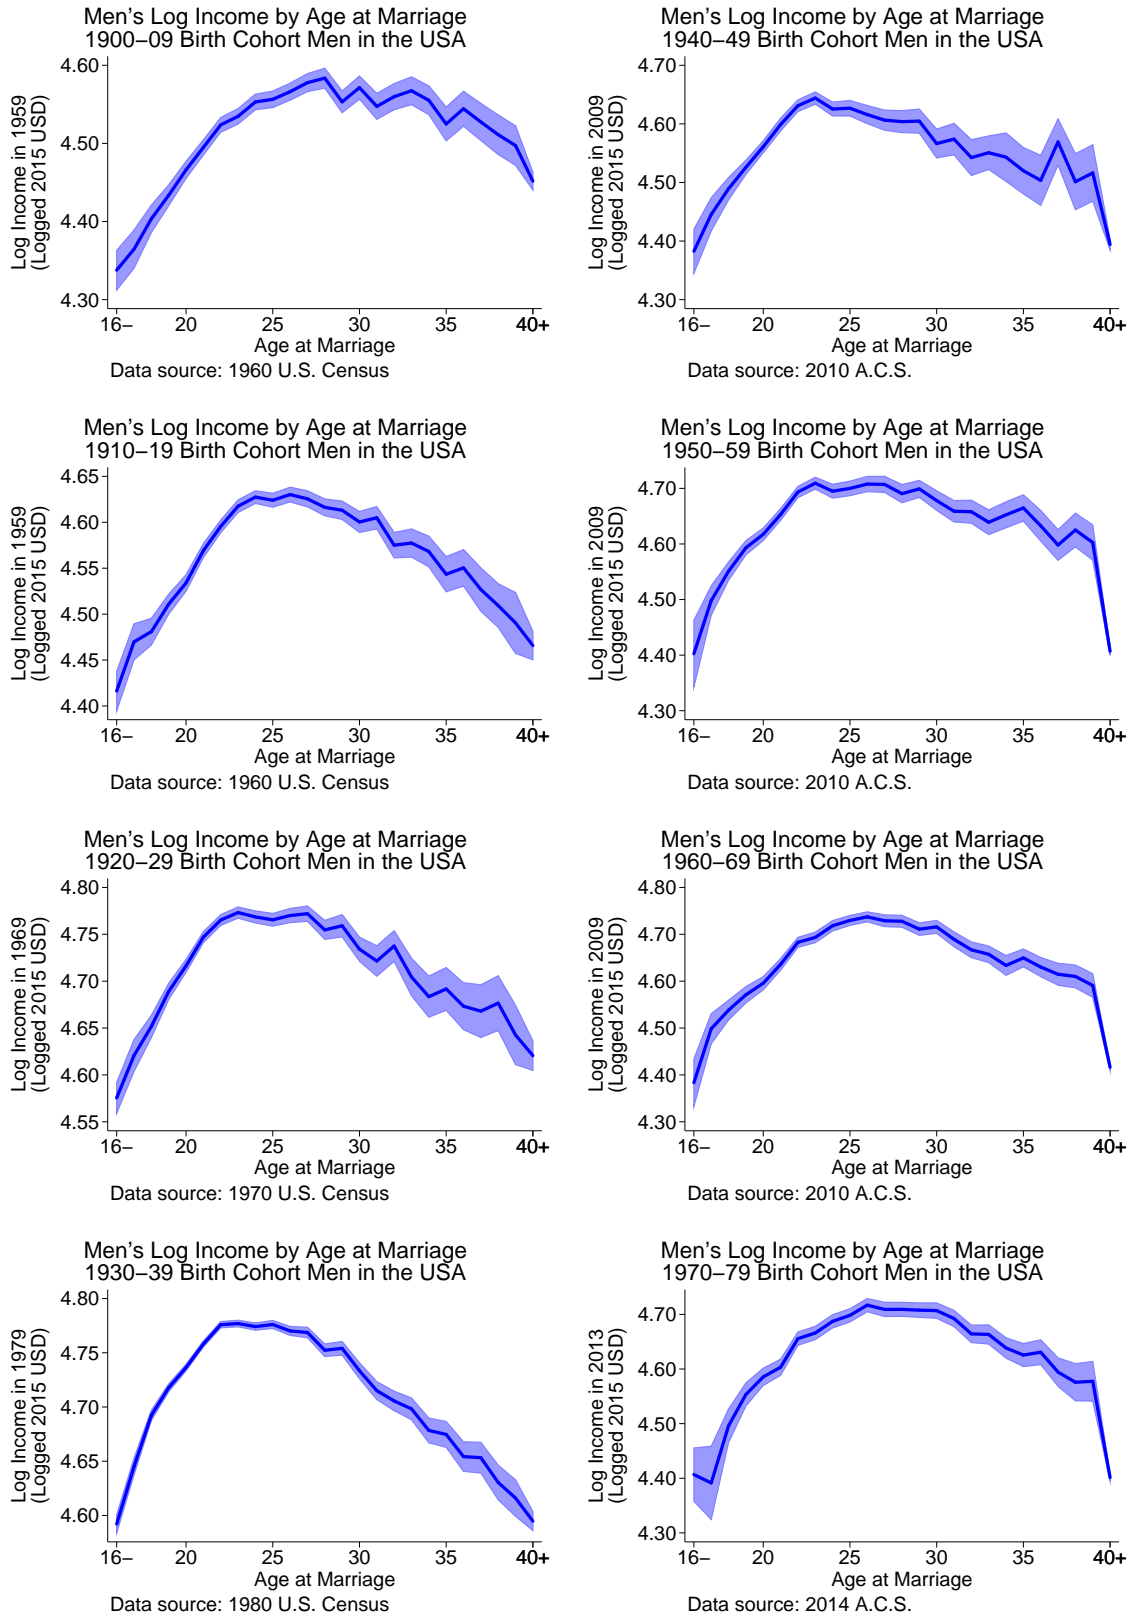 Men's Log Income by Age at Marriage
1900−09 Birth Cohort Men in the USA
Log Income in 1959
(Logged 2015 USD)
4.60
4.50
4.40
4.30
16− 20 25 30 35 40+
Age at Marriage
Data source: 1960 U.S. Census
Men's Log Income by Age at Marriage
1940−49 Birth Cohort Men in the USA
Log Income in 2009
(Logged 2015 USD)
4.70
4.60
4.50
4.40
4.30
16− 20 25 30 35 40+
Age at Marriage
Data source: 2010 A.C.S.
Men's Log Income by Age at Marriage
1910−19 Birth Cohort Men in the USA
Log Income in 1959
(Logged 2015 USD)
4.65
4.60
4.55
4.50
4.45
4.40
16− 20 25 30 35 40+
Age at Marriage
Data source: 1960 U.S. Census
Men's Log Income by Age at Marriage
1950−59 Birth Cohort Men in the USA
Log Income in 2009
(Logged 2015 USD)
4.70
4.60
4.50
4.40
4.30
16− 20 25 30 35 40+
Age at Marriage
Data source: 2010 A.C.S.
Men's Log Income by Age at Marriage
1920−29 Birth Cohort Men in the USA
Log Income in 1969
(Logged 2015 USD)
4.80
4.75
4.70
4.65
4.60
4.55
16− 20 25 30 35 40+
Age at Marriage
Data source: 1970 U.S. Census
Men's Log Income by Age at Marriage
1960−69 Birth Cohort Men in the USA
Log Income in 2009
(Logged 2015 USD)
4.80
4.70
4.60
4.50
4.40
4.30
16− 20 25 30 35 40+
Age at Marriage
Data source: 2010 A.C.S.
Men's Log Income by Age at Marriage
1930−39 Birth Cohort Men in the USA
Log Income in 1979
(Logged 2015 USD)
4.80
4.75
4.70
4.65
4.60
16− 20 25 30 35 40+
Age at Marriage
Data source: 1980 U.S. Census
Men's Log Income by Age at Marriage
1970−79 Birth Cohort Men in the USA
Log Income in 2013
(Logged 2015 USD)
4.70
4.60
4.50
4.40
4.30
16− 20 25 30 35 40+
Age at Marriage
Data source: 2014 A.C.S.